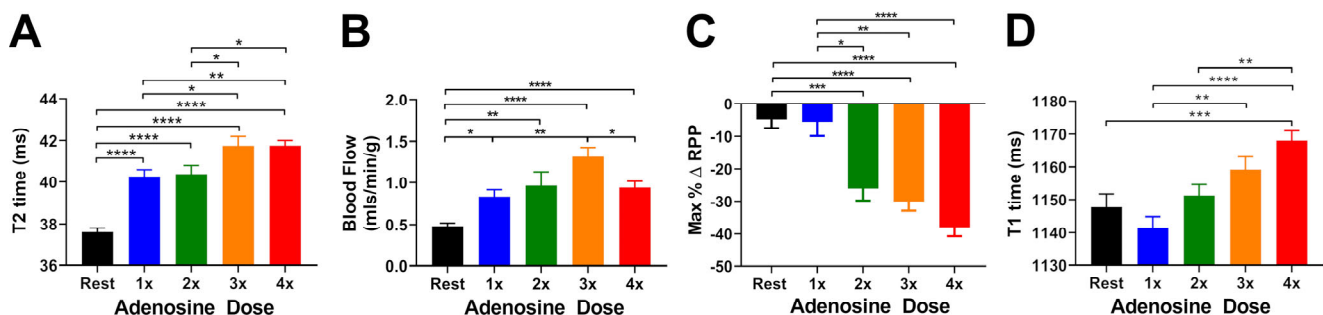 A
T2 time (ms)
44
42
40
38
36
****
****
****
****
*
**
*
*
Rest 1x 2x 3x 4x
Adenosine Dose
B
Blood Flow
(mls/min/g)
2.0
1.5
1.0
0.5
0.0
*
**
*
**
****
****
Rest 1x 2x 3x 4x
Adenosine Dose
C
Max % Δ RPP
0
-10
-20
-30
-40
-50
****
**
*
****
****
***
Rest 1x 2x 3x 4x
Adenosine Dose
D
T1 time (ms)
1180
1170
1160
1150
1140
1130
**
****
**
***
Rest 1x 2x 3x 4x
Adenosine Dose